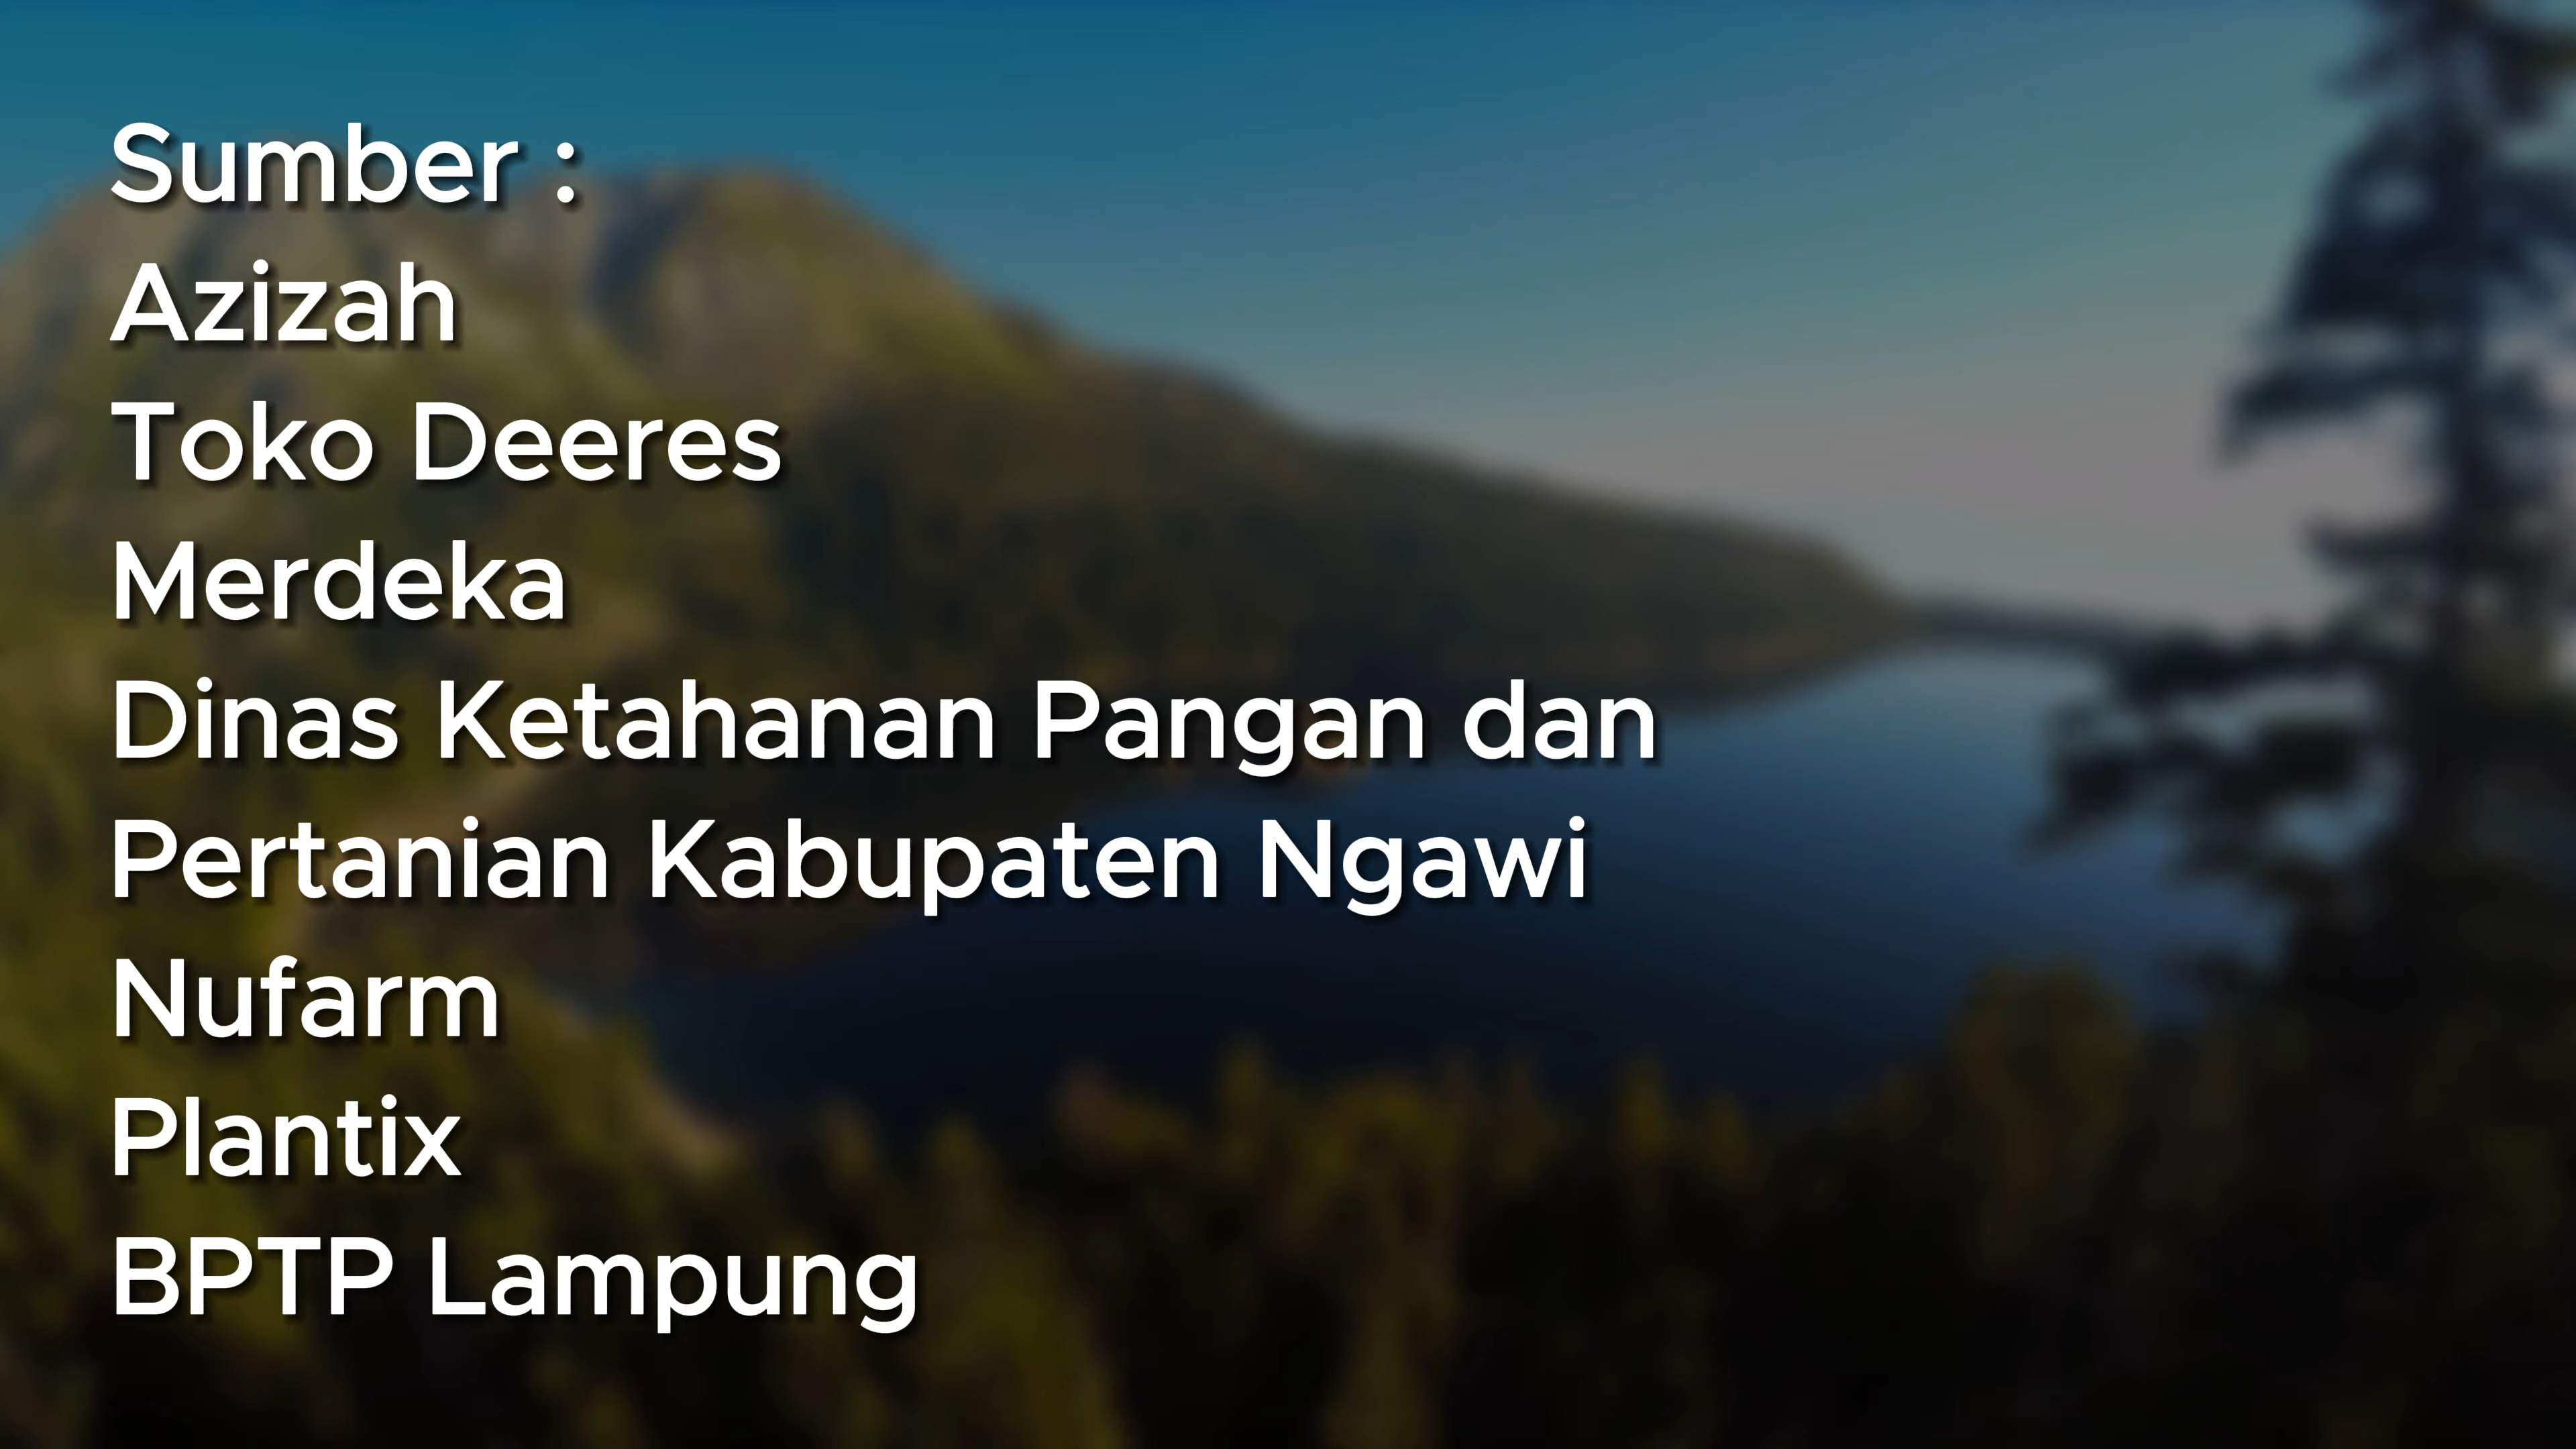 Sumber :
Azizah
Toko Deeres
Merdeka
Dinas Ketahanan Pangan dan
Pertanian Kabupaten Ngawi
Nufarm
Plantix
BPTP Lampung